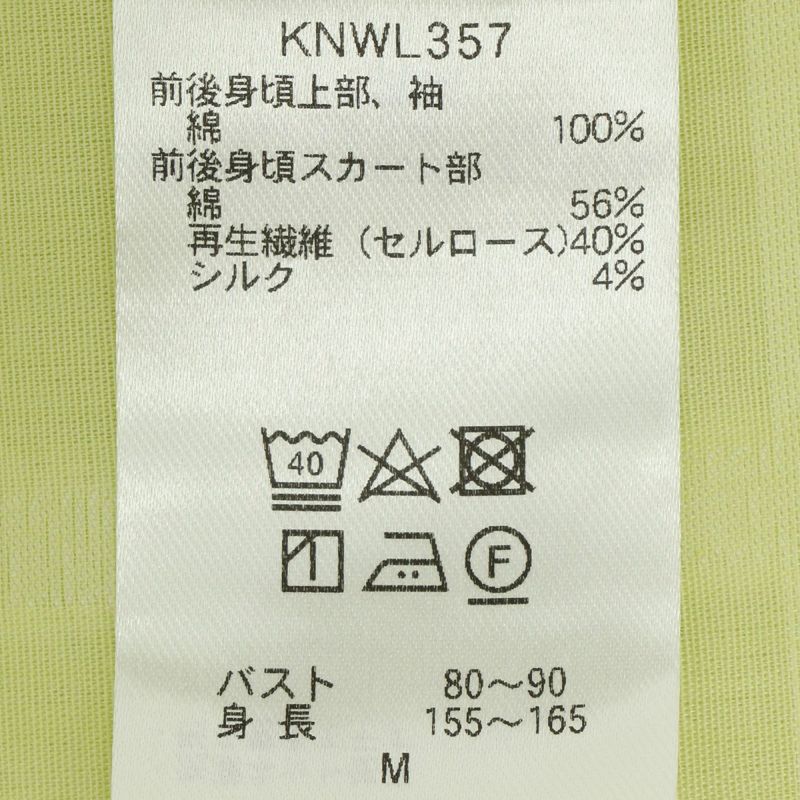 KNWL357
前後身頃上部、袖
綿 100%
前後身頃スカート部
綿 56%
再生繊維（セルロース）40%
シルク 4%
40
F
バスト 80～90
身 長 155～165
M